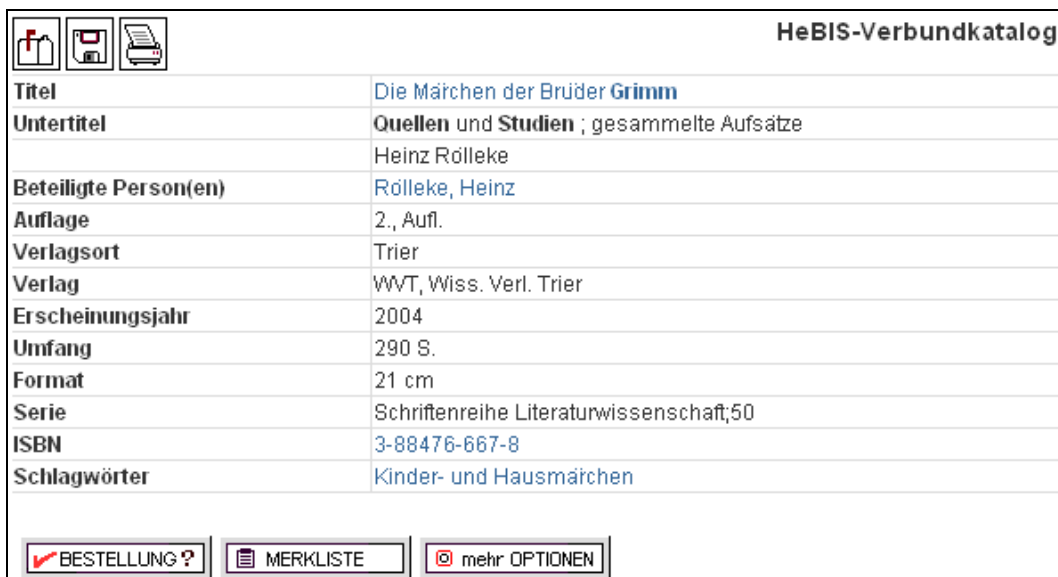 HeBIS-Verbundkatalog
Titel Die Märchen der Brüder Grimm
Untertitel Quellen und Studien ; gesammelte Aufsätze
Heinz Rölleke
Beteiligte Person(en) Rölleke, Heinz
Auflage 2., Aufl.
Verlagsort Trier
Verlag WVT, Wiss. Verl. Trier
Erscheinungsjahr 2004
Umfang 290 S.
Format 21 cm
Serie Schriftenreihe Literaturwissenschaft;50
ISBN 3-88476-667-8
Schlagwörter Kinder- und Hausmärchen
BESTELLUNG ? MERKLISTE mehr OPTIONEN